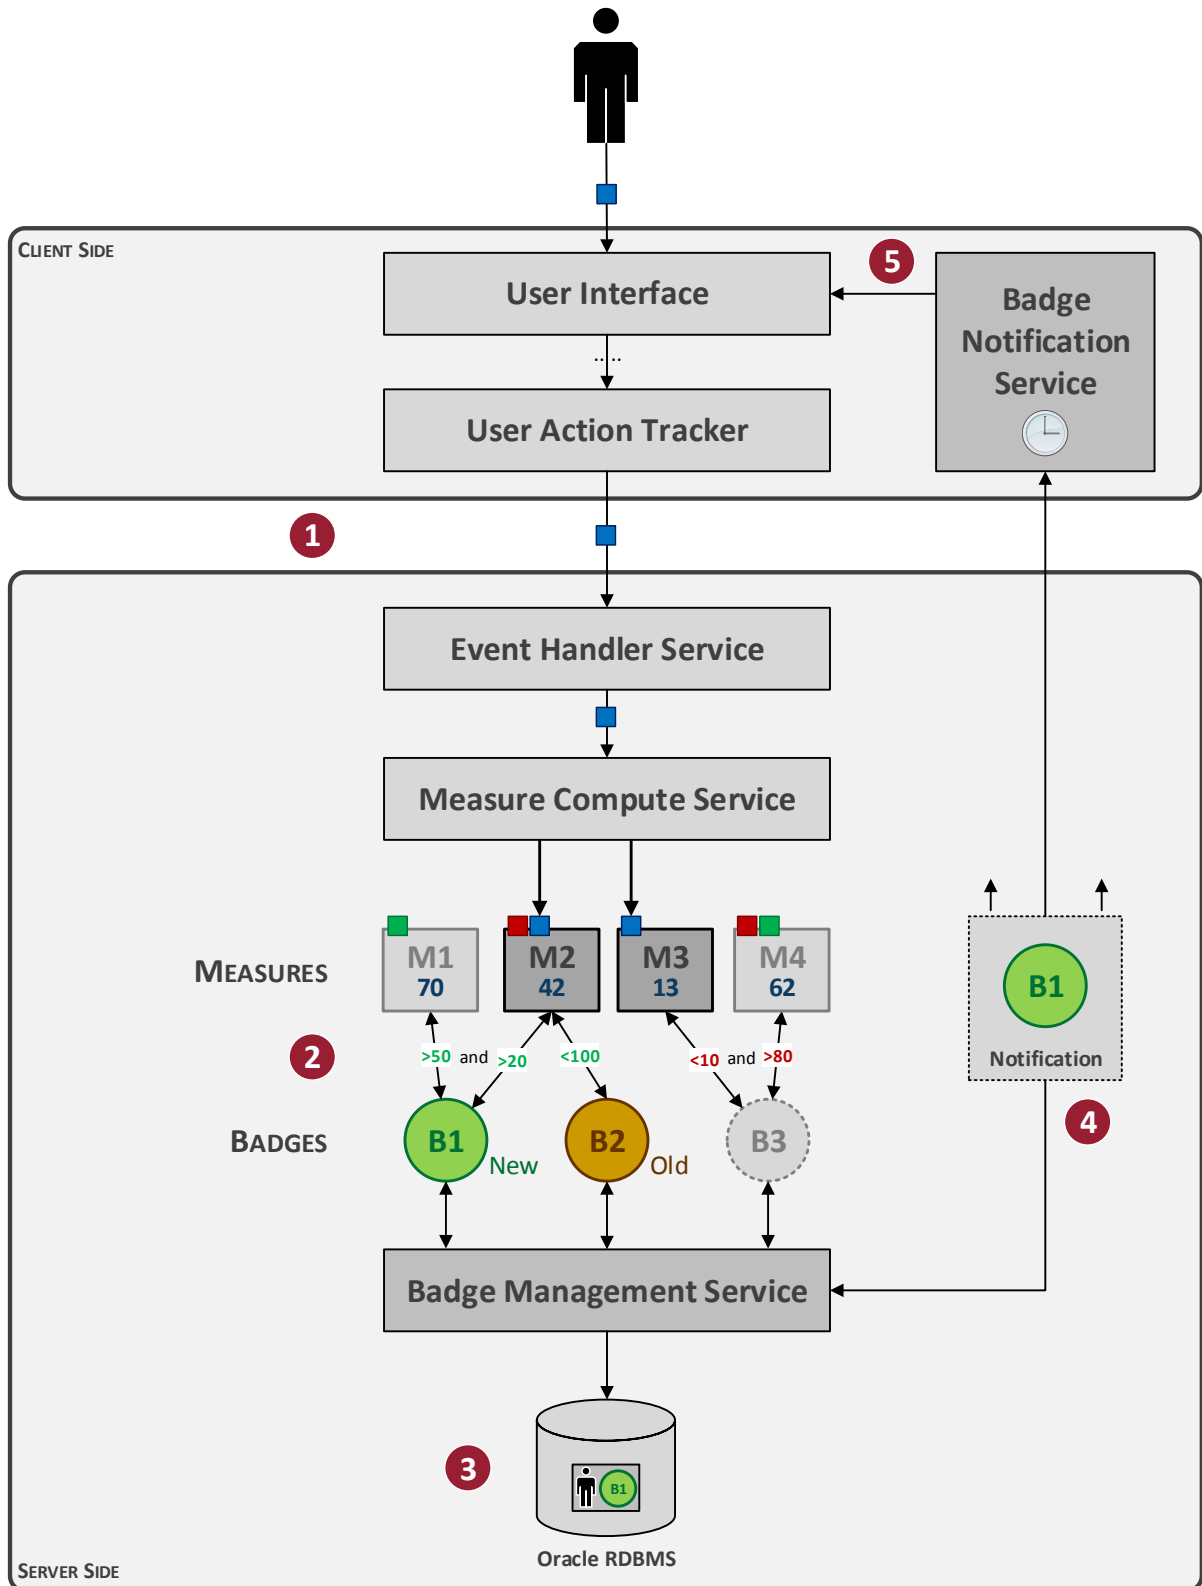 CLIENT SIDE
User Interface
5
Badge
Notification
Service
.....
User Action Tracker
1
Event Handler Service
Measure Compute Service
MEASURES
M1
70
M2
42
M3
13
M4
62
B1
Notification
2
>50 and >20
<100
<10 and >80
4
BADGES
B1
New
B2
Old
B3
Badge Management Service
3
B1
Oracle RDBMS
SERVER SIDE